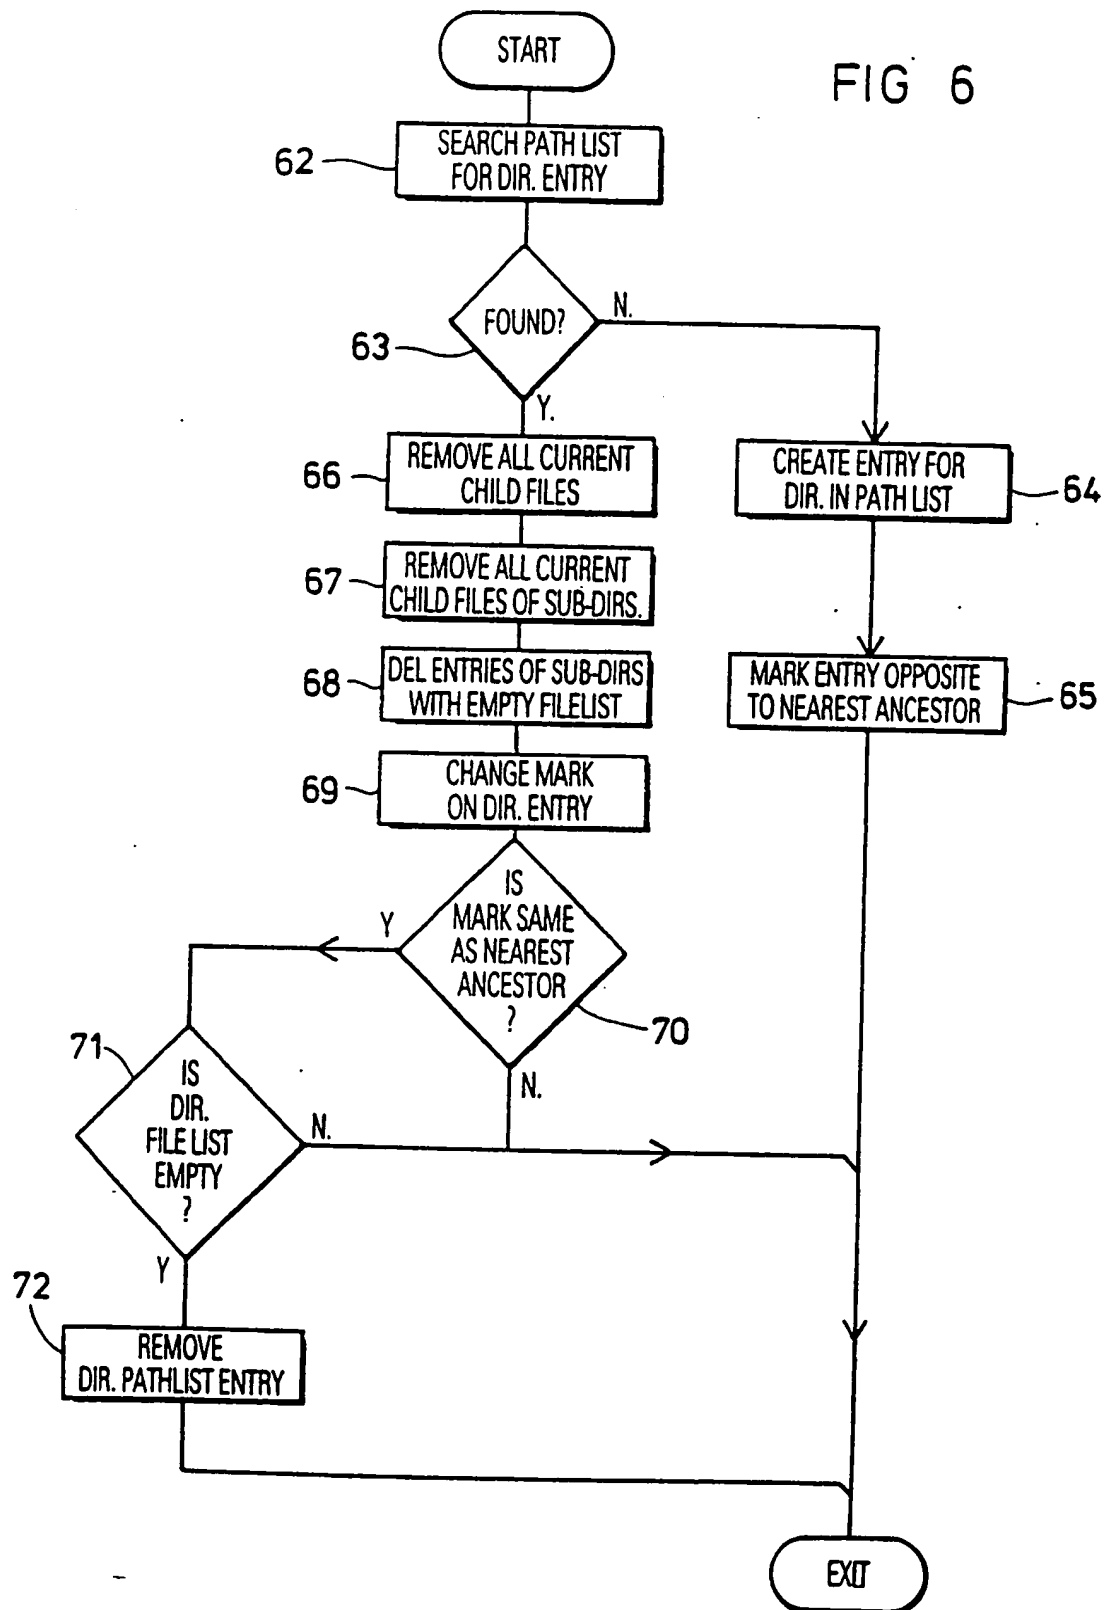 START
FIG 6
62
SEARCH PATH LIST
FOR DIR. ENTRY
FOUND?
N.
63
Y.
66
REMOVE ALL CURRENT
CHILD FILES
CREATE ENTRY FOR
DIR. IN PATH LIST
64
67
REMOVE ALL CURRENT
CHILD FILES OF SUB-DIRS.
68
DEL ENTRIES OF SUB-DIRS
WITH EMPTY FILELIST
MARK ENTRY OPPOSITE
TO NEAREST ANCESTOR
65
69
CHANGE MARK
ON DIR. ENTRY
IS
MARK SAME
AS NEAREST
ANCESTOR
?
Y
70
N.
71
IS
DIR.
FILE LIST
EMPTY
?
N.
Y
72
REMOVE
DIR. PATHLIST ENTRY
EXIT